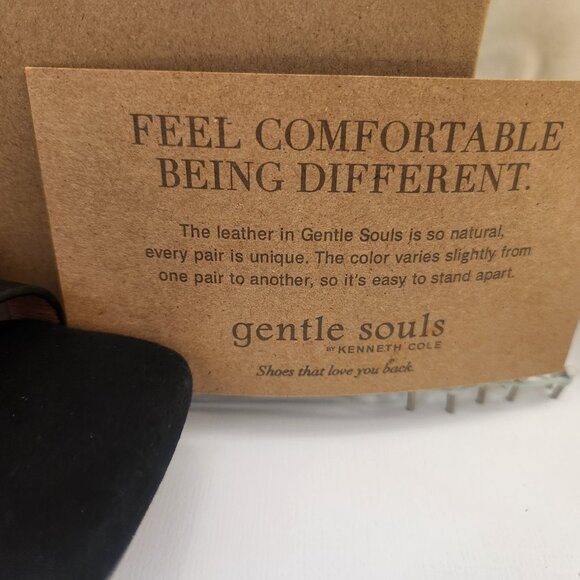 FEEL COMFORTABLE
BEING DIFFERENT.
The leather in Gentle Souls is so natural,
every pair is unique. The color varies slightly from
one pair to another, so it's easy to stand apart.
gentle souls
BY KENNETH COLE
Shoes that love you back.